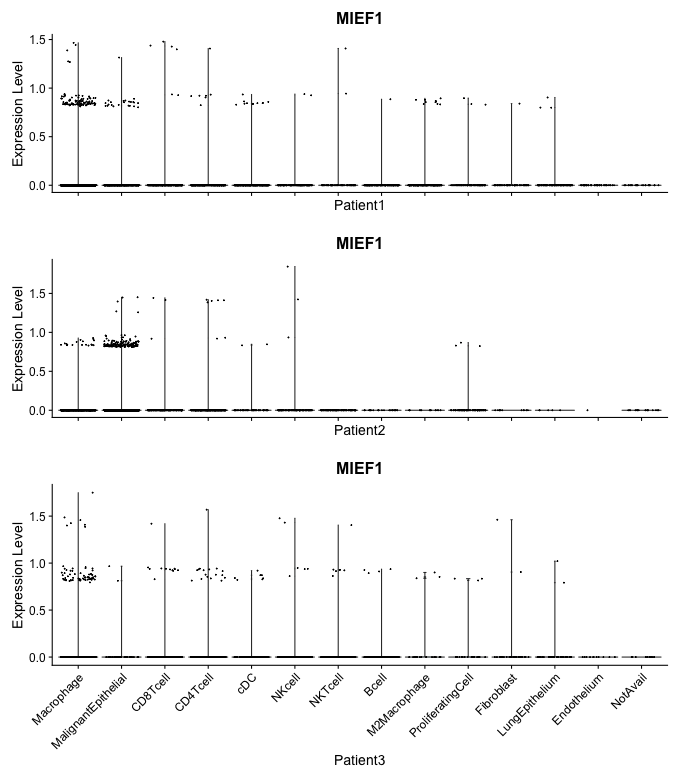 MIEF1
Expression Level
1.5
1.0
0.5
0.0
Patient1
MIEF1
Expression Level
1.5
1.0
0.5
0.0
Patient2
MIEF1
Expression Level
1.5
1.0
0.5
0.0
Macrophage
MalignantEpithelial
CD8Tcell
CD4Tcell
cDC
NKcell
NKTcell
Bcell
M2Macrophage
ProliferatingCell
Fibroblast
LungEpithelium
Endothelium
NotAvail
Patient3